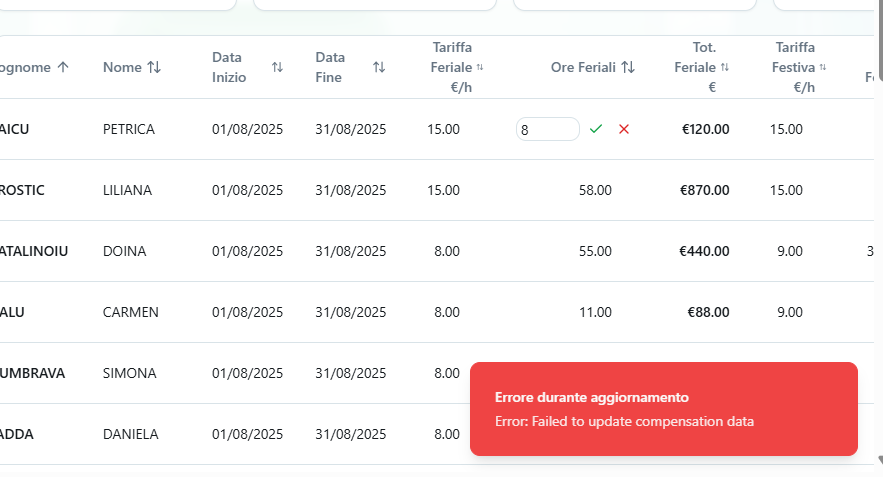 ognome Nome Data Inizio Data Fine Tariffa Feriale €/h Ore Feriali Tot. Feriale € Tariffa Festiva €/h F
AICU PETRICA 01/08/2025 31/08/2025 15.00 8 €120.00 15.00
ROSTIC LILIANA 01/08/2025 31/08/2025 15.00 58.00 €870.00 15.00
ATALINOIU DOINA 01/08/2025 31/08/2025 8.00 55.00 €440.00 9.00 3
ALU CARMEN 01/08/2025 31/08/2025 8.00 11.00 €88.00 9.00
UMBRAVA SIMONA 01/08/2025 31/08/2025 8.00
ADDA DANIELA 01/08/2025 31/08/2025 8.00
Errore durante aggiornamento
Error: Failed to update compensation data